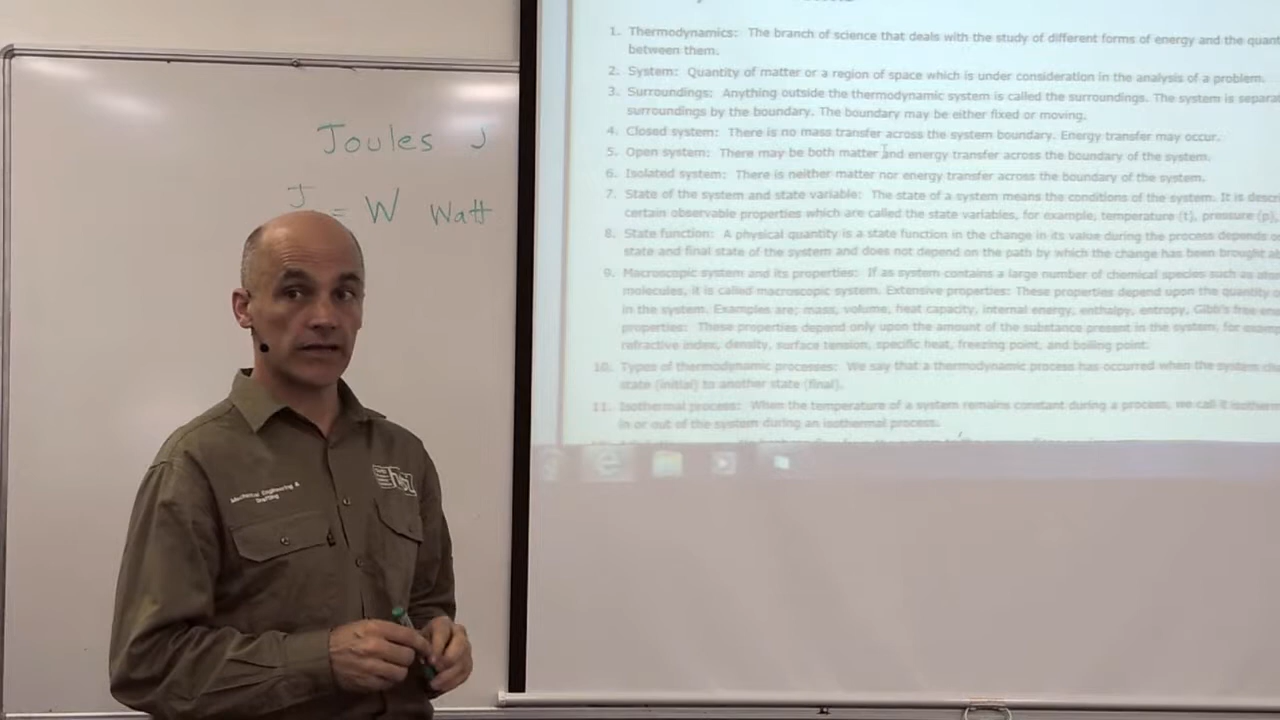 Joules J
J
= W Watt
1. Thermodynamics: The branch of science that deals with the study of different forms of energy and the quant
between them.
2. System: Quantity of matter or a region of space which is under consideration in the analysis of a problem.
3. Surroundings: Anything outside the thermodynamic system is called the surroundings. The system is separa
surroundings by the boundary. The boundary may be either fixed or moving.
4. Closed system: There is no mass transfer across the system boundary. Energy transfer may occur.
5. Open system: There may be both matter and energy transfer across the boundary of the system.
6. Isolated system: There is neither matter nor energy transfer across the boundary of the system.
7. State of the system and state variable: The state of a system means the conditions of the system. It is descr
certain observable properties which are called the state variables, for example, temperature (t), pressure (p),
8. State function: A physical quantity is a state function in the change in its value during the process depends o
state and final state of the system and does not depend on the path by which the change has been brought ab
9. Macroscopic system and its properties: If as system contains a large number of chemical species such as ato
molecules, it is called macroscopic system. Extensive properties: These properties depend upon the quantity o
in the system. Examples are; mass, volume, heat capacity, internal energy, enthalpy, entropy, Gibb's free ene
properties: These properties depend only upon the amount of the substance present in the system, for examp
refractive index, density, surface tension, specific heat, freezing point, and boiling point.
10. Types of thermodynamic processes: We say that a thermodynamic process has occurred when the system cha
state (initial) to another state (final).
11. Isothermal process: When the temperature of a system remains constant during a process, we call it isotherm
in or out of the system during an isothermal process.
Mechanical Engineering &
Drafting